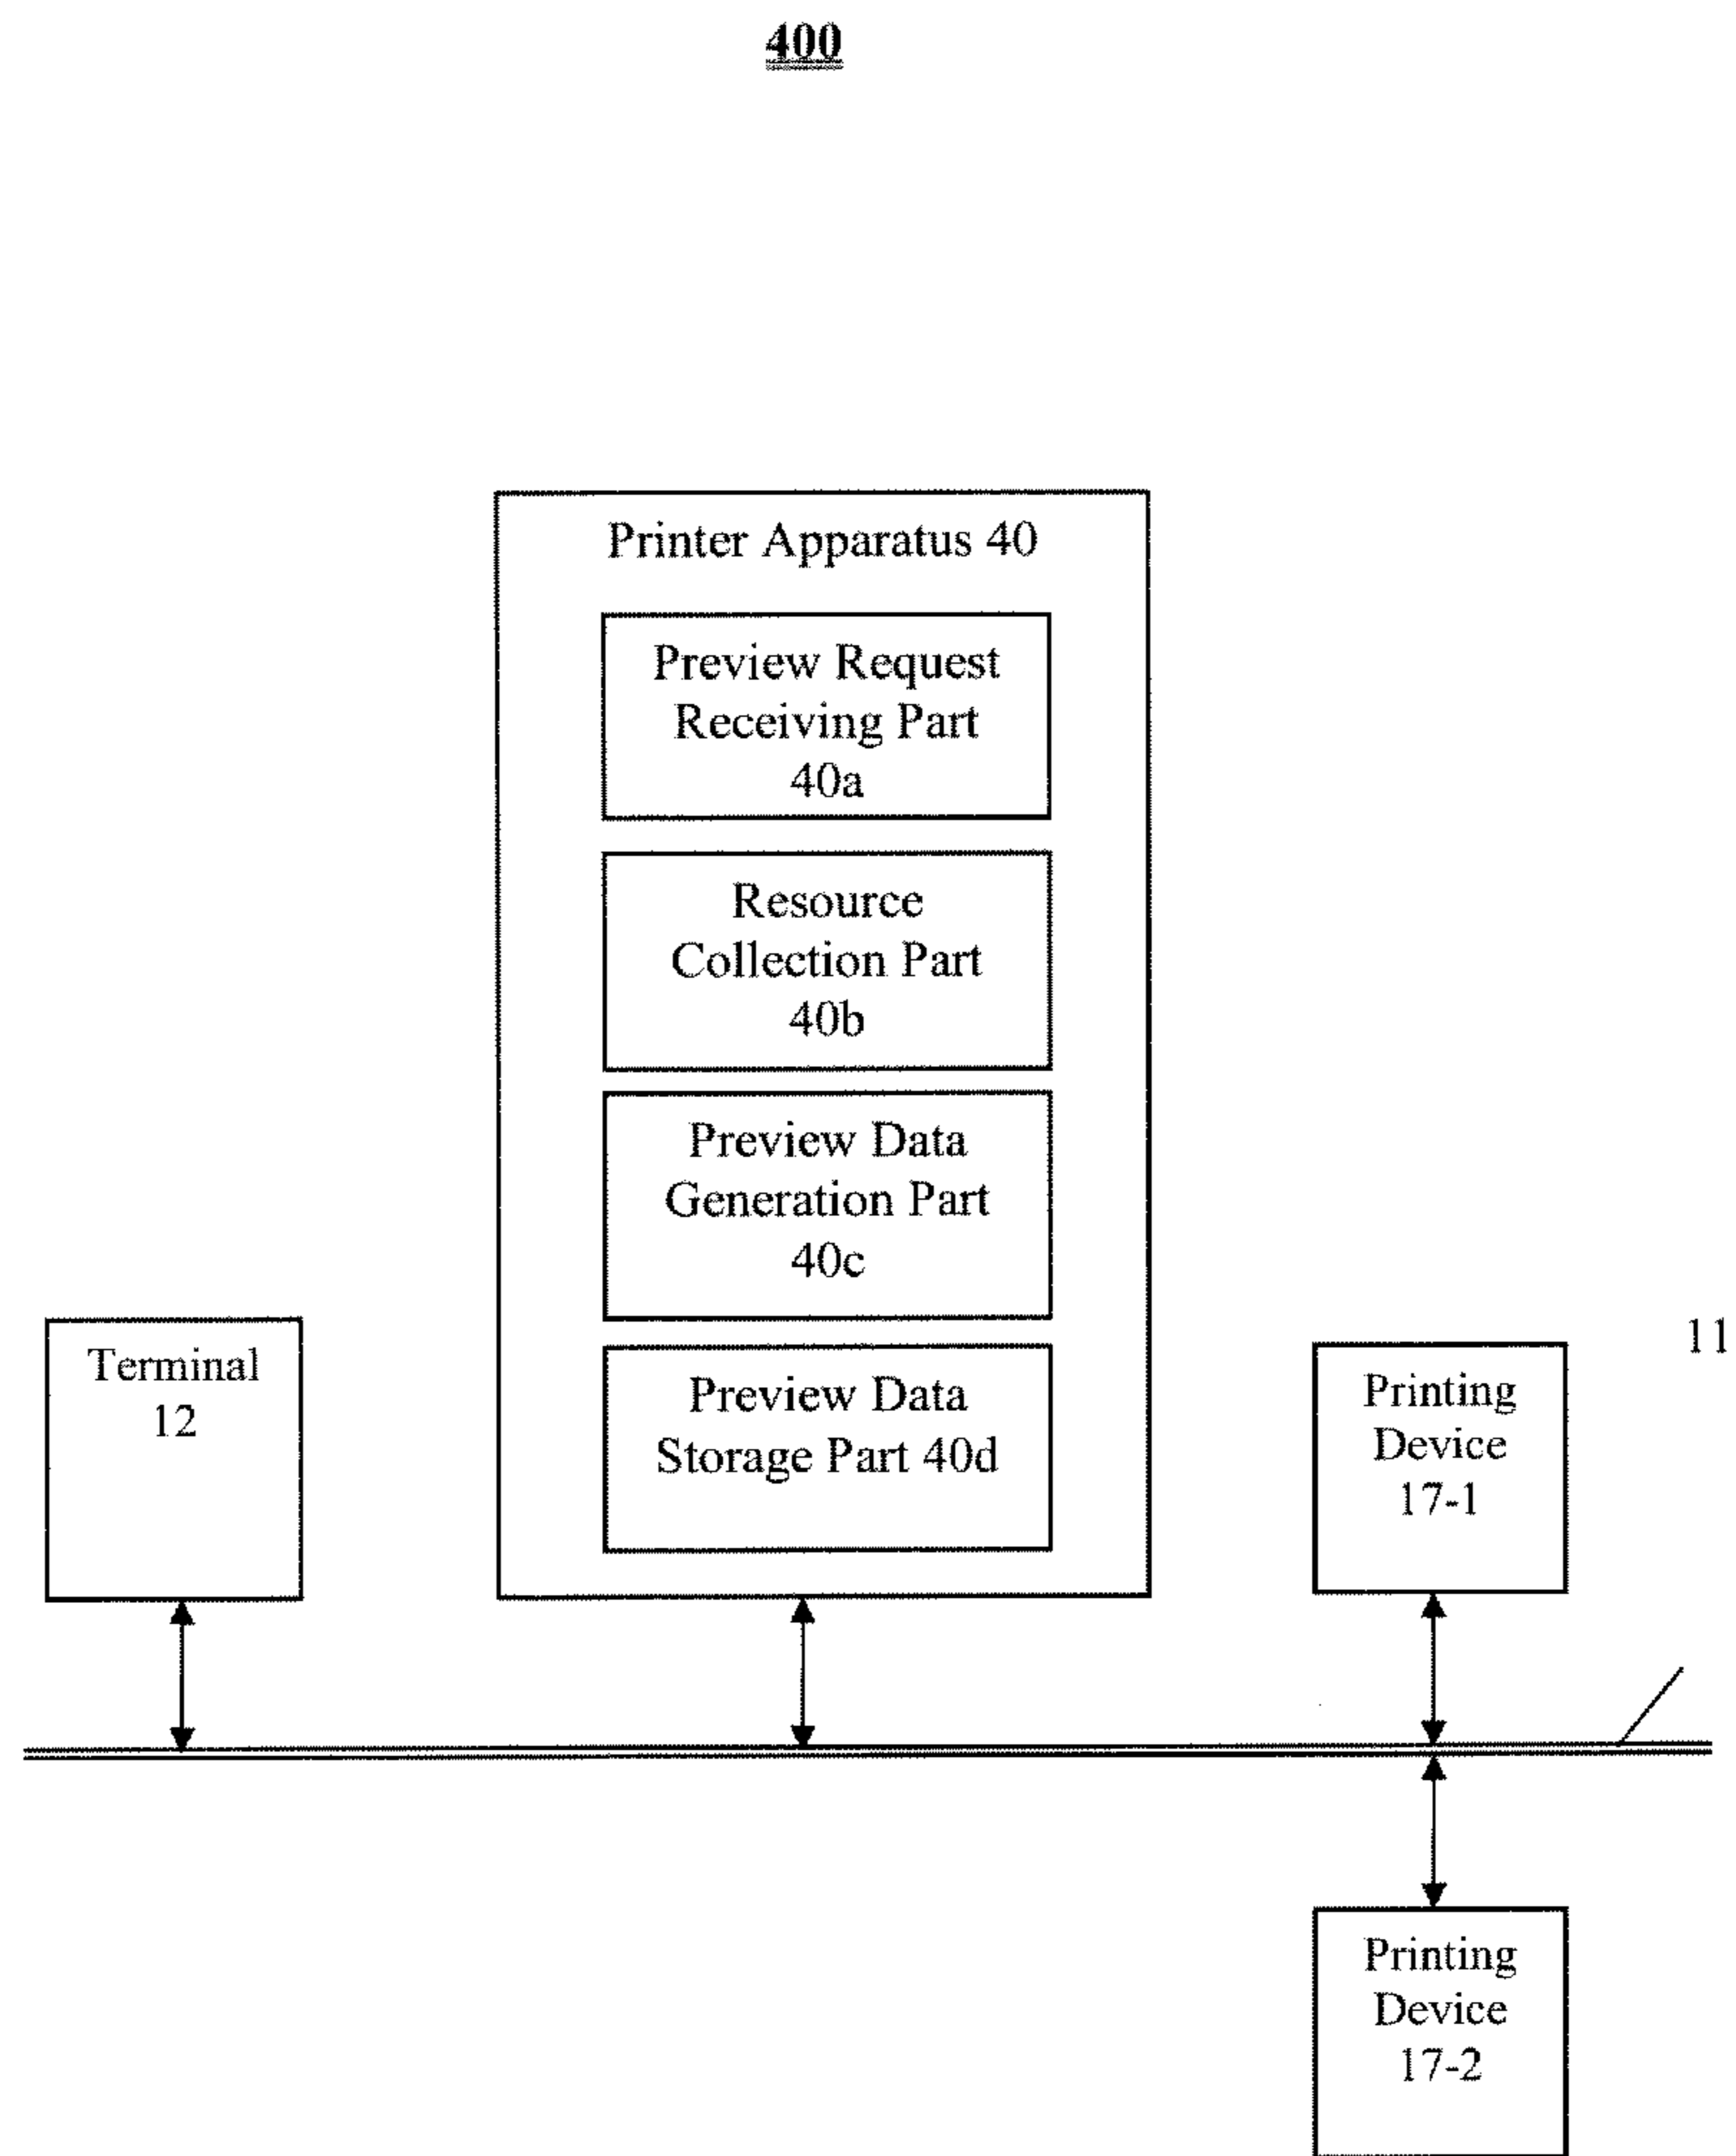 400
Printer Apparatus 40
Preview Request
Receiving Part
40a
Resource
Collection Part
40b
Preview Data
Generation Part
40c
Preview Data
Storage Part 40d
Terminal
12
Printing
Device
17-1
11
Printing
Device
17-2